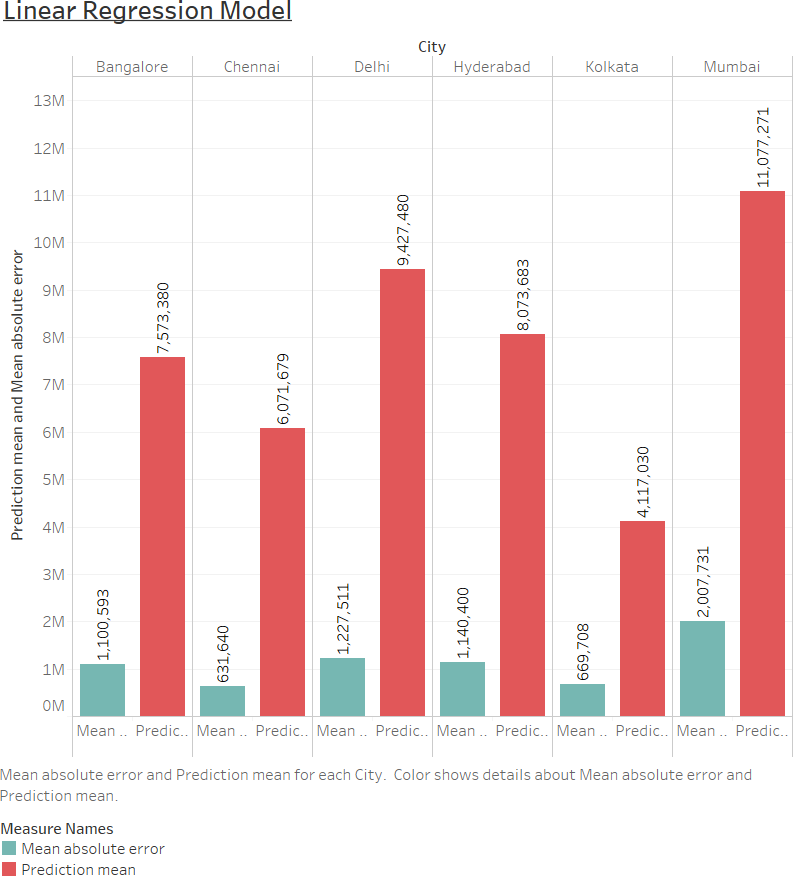 Linear Regression Model
City
Bangalore Chennai Delhi Hyderabad Kolkata Mumbai
13M
12M
11M
10M
9M
8M
7M
6M
5M
4M
3M
2M
1M
0M
Prediction mean and Mean absolute error
1,100,593
7,573,380
631,640
6,071,679
1,227,511
9,427,480
1,140,400
8,073,683
669,708
4,117,030
2,007,731
11,077,271
Mean .. Predic.. Mean .. Predic.. Mean .. Predic.. Mean .. Predic.. Mean .. Predic.. Mean .. Predic..
Mean absolute error and Prediction mean for each City. Color shows details about Mean absolute error and
Prediction mean.
Measure Names
Mean absolute error
Prediction mean